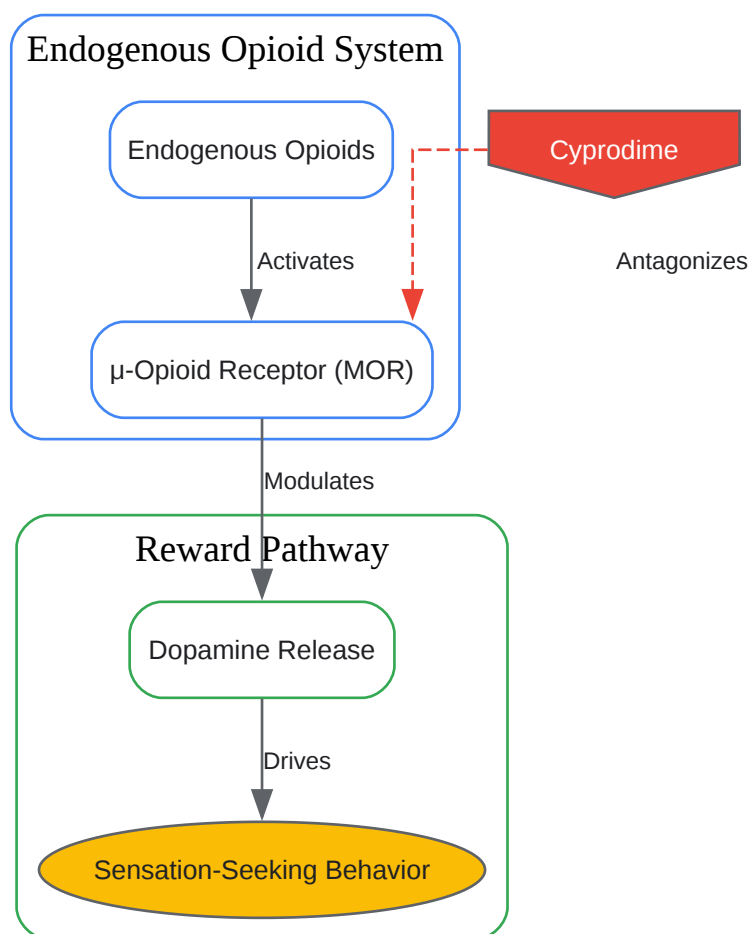 Endogenous Opioid System
Endogenous Opioids
Cyprodime
Activates
Antagonizes
μ-Opioid Receptor (MOR)
Modulates
Reward Pathway
Dopamine Release
Drives
Sensation-Seeking Behavior